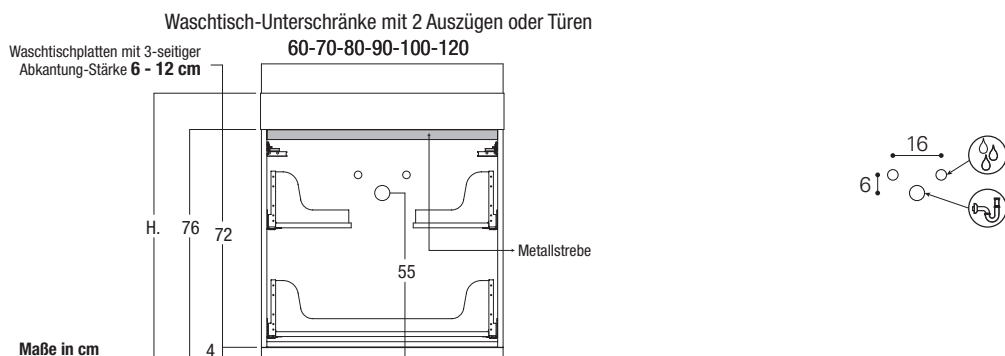 Waschtisch-Unterschränke mit 2 Auszügen oder Türen
60-70-80-90-100-120
Waschtischplatten mit 3-seitiger
Abkantung-Stärke 6 - 12 cm
16
6
H.
76
72
Metallstrebe
55
Maße in cm
4